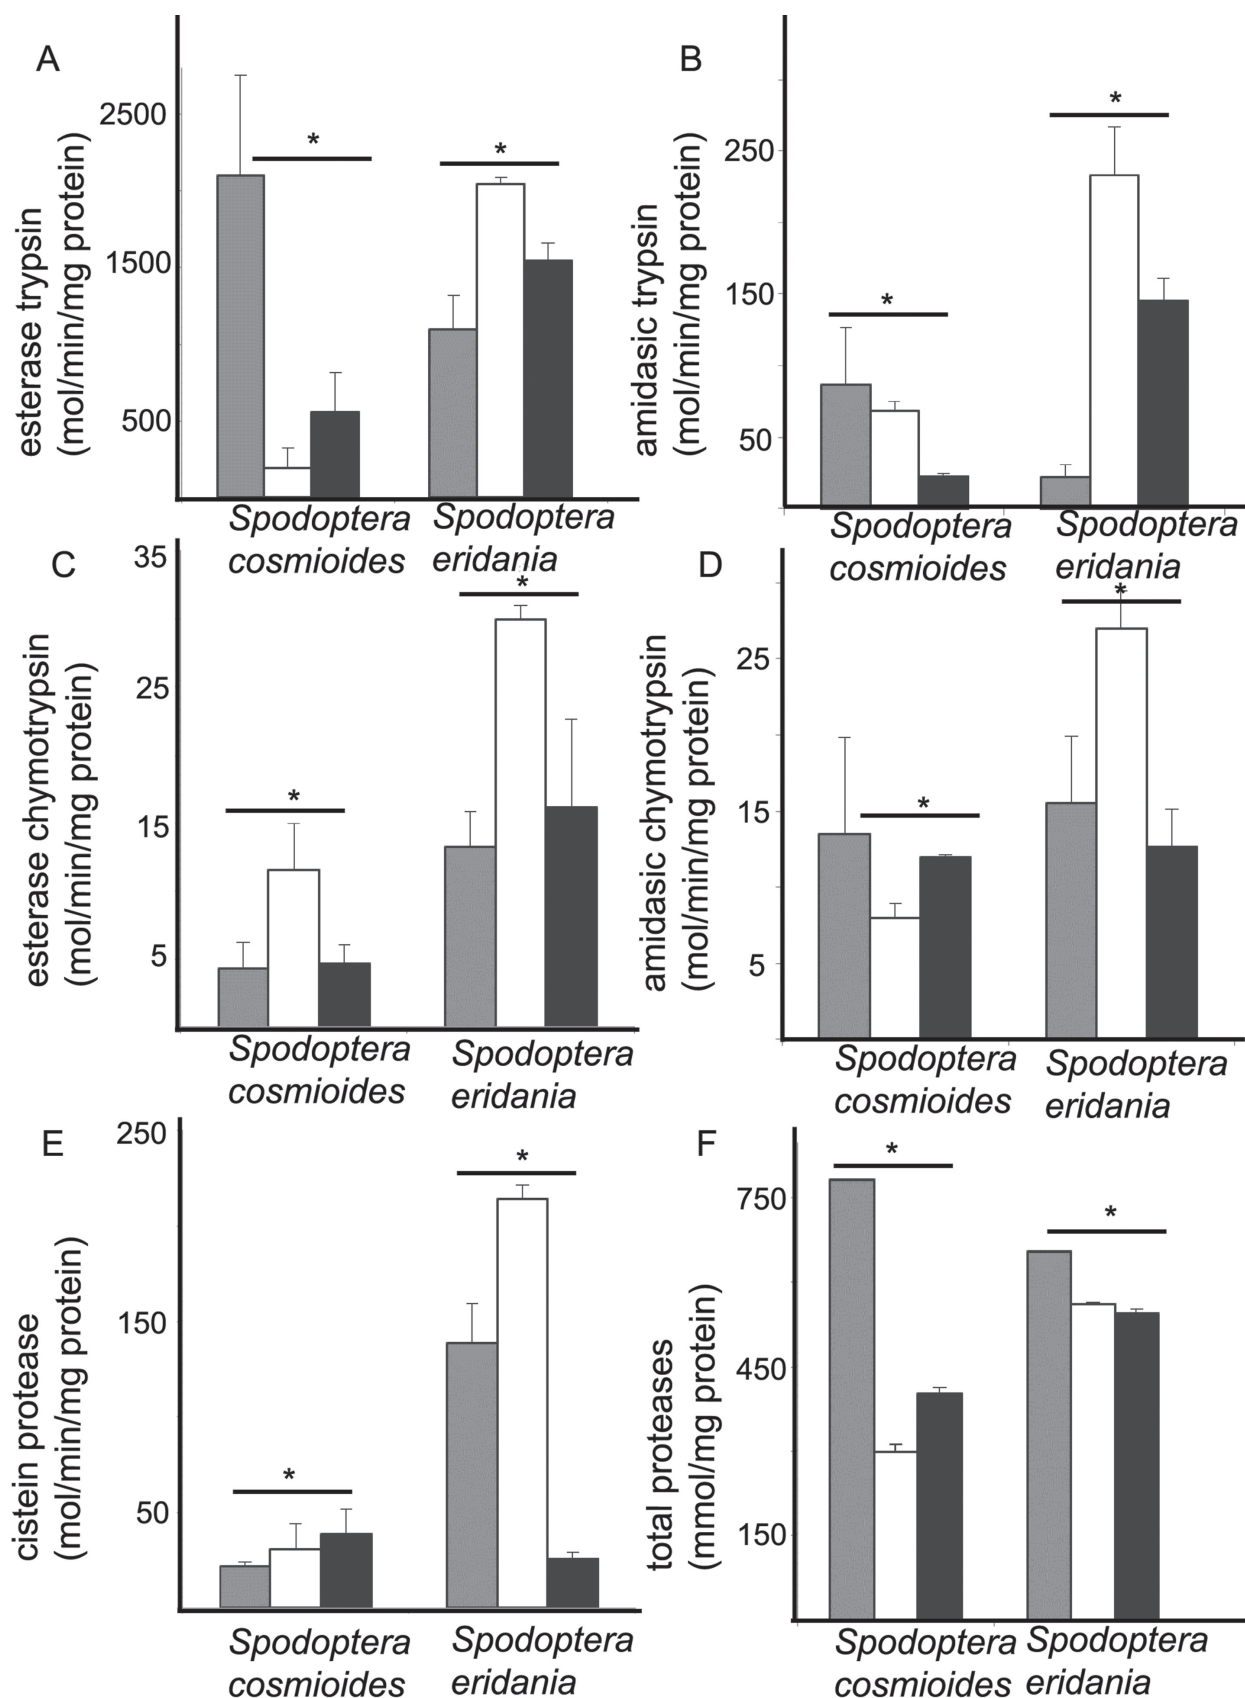 A
esterase trypsin
(mol/min/mg protein)
2500
1500
500
*
*
Spodoptera
cosmioides
Spodoptera
eridania
B
amidasic trypsin
(mol/min/mg protein)
250
150
50
*
*
Spodoptera
cosmioides
Spodoptera
eridania
C
esterase chymotrypsin
(mol/min/mg protein)
35
25
15
5
*
*
Spodoptera
cosmioides
Spodoptera
eridania
D
amidasic chymotrypsin
(mol/min/mg protein)
25
15
5
*
*
Spodoptera
cosmioides
Spodoptera
eridania
E
cistein protease
(mol/min/mg protein)
250
150
50
*
*
Spodoptera
cosmioides
Spodoptera
eridania
F
total proteases
(mmol/mg protein)
750
450
150
*
*
Spodoptera
cosmioides
Spodoptera
eridania